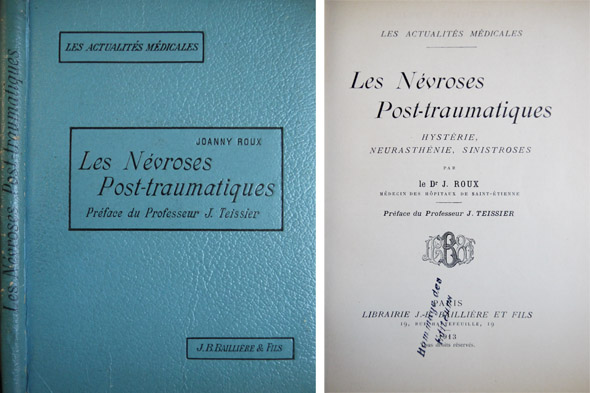 Les Névroses Post-traumatiques
LES ACTUALITÉS MÉDICALES
JOANNY ROUX
Les Névroses
Post-traumatiques
Préface du Professeur J. Teissier
J. B. BAILLIÈRE & FILS
LES ACTUALITÉS MÉDICALES
Les Névroses
Post-traumatiques
HYSTÉRIE,
NEURASTHÉNIE, SINISTROSES
PAR
le Dr J. ROUX
MÉDECIN DES HÔPITAUX DE SAINT-ÉTIENNE
Préface du Professeur J. TEISSIER
PARIS
LIBRAIRIE J.-B. BAILLIÈRE ET FILS
19, RUE HAUTEFEUILLE, 19
1913
Tous droits réservés.
Hommage des